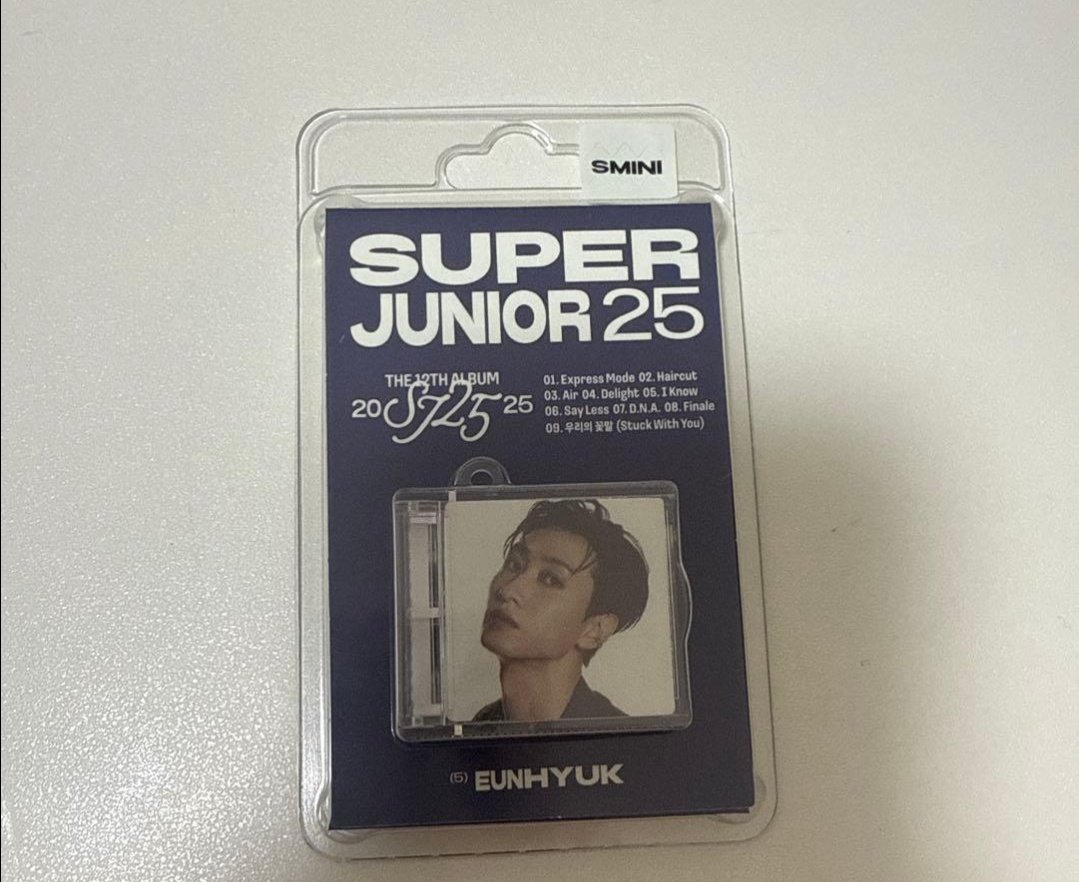 SMINI
SUPER
JUNIOR 25
THE 12TH ALBUM
20 SJ25 25
01. Express Mode 02. Haircut
03. Air 04. Delight 05. I Know
06. Say Less 07. D.N.A. 08. Finale
09. 우리의 꽃말 (Stuck With You)
(5) EUNHYUK